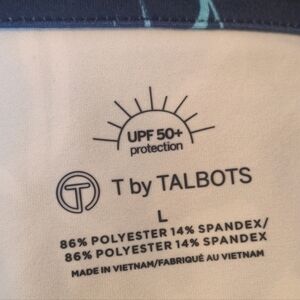 UPF 50+
protection
T by TALBOTS
L
86% POLYESTER 14% SPANDEX/
86% POLYESTER 14% SPANDEX
MADE IN VIETNAM/FABRIQUÉ AU VIETNAM